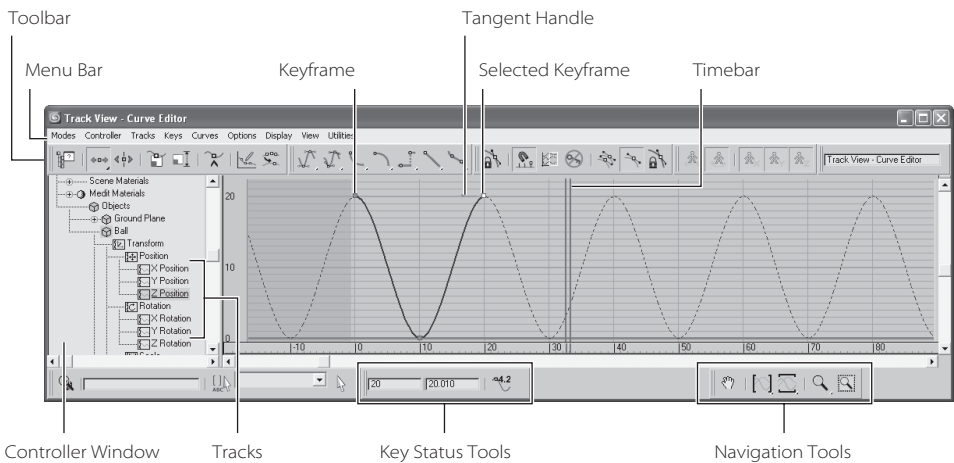 Toolbar
Tangent Handle
Menu Bar
Keyframe
Selected Keyframe
Timebar
Track View - Curve Editor
Modes Controller Tracks Keys Curves Options Display View Utilities
Track View - Curve Editor
Scene Materials
Medit Materials
Objects
Ground Plane
Ball
Transform
Position
X Position
Y Position
Z Position
Rotation
X Rotation
Y Rotation
Z Rotation
20
10
0
-10 0 10 20 30 40 50 60 70 80
ABC
20
20.010
4.2
Controller Window
Tracks
Key Status Tools
Navigation Tools